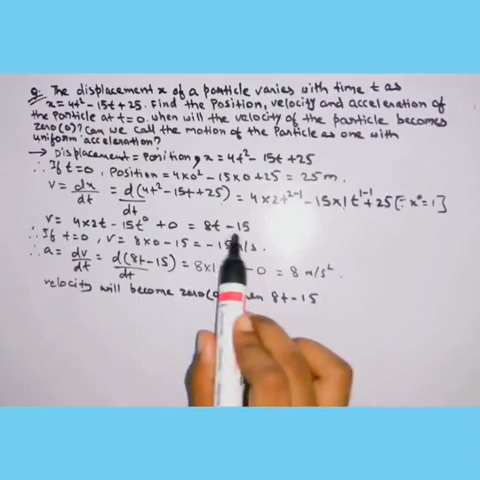 Q. The displacement x of a particle varies with time t as
x = 4t² - 15t + 25. Find the Position, velocity and acceleration of
the Particle at t = 0. When will the velocity of the particle becomes
zero(0)? Can we call the motion of the Particle as one with
uniform acceleration?
→ Displacement = Position, x = 4t² - 15t + 25
∴ If t = 0, Position = 4×0² - 15×0 + 25 = 25 m.
v = dx/dt = d(4t² - 15t + 25)/dt = 4×2t²⁻¹ - 15×1t¹⁻¹ + 25 [∵ x⁰ = 1]
v = 4×2t - 15t⁰ + 0 = 8t - 15
∴ If t = 0, v = 8×0 - 15 = -15 m/s.
∴ a = dv/dt = d(8t - 15)/dt = 8×1 - 0 = 8 m/s².
velocity will become zero 8t - 15